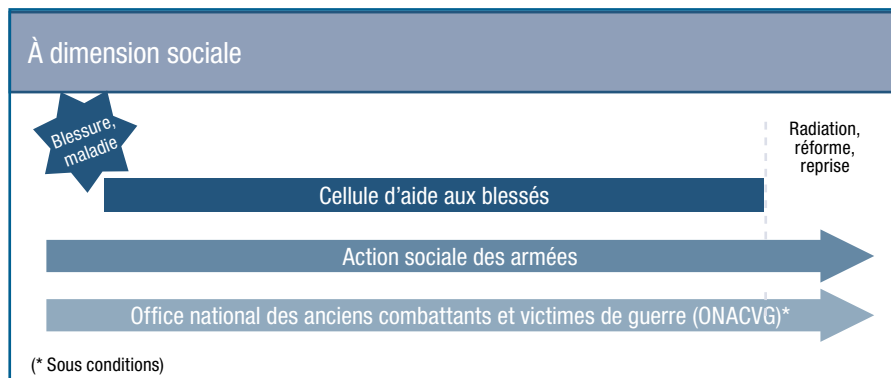 À dimension sociale
Blessure,
maladie
Radiation,
réforme,
reprise
Cellule d'aide aux blessés
Action sociale des armées
Office national des anciens combattants et victimes de guerre (ONACVG)*
(* Sous conditions)